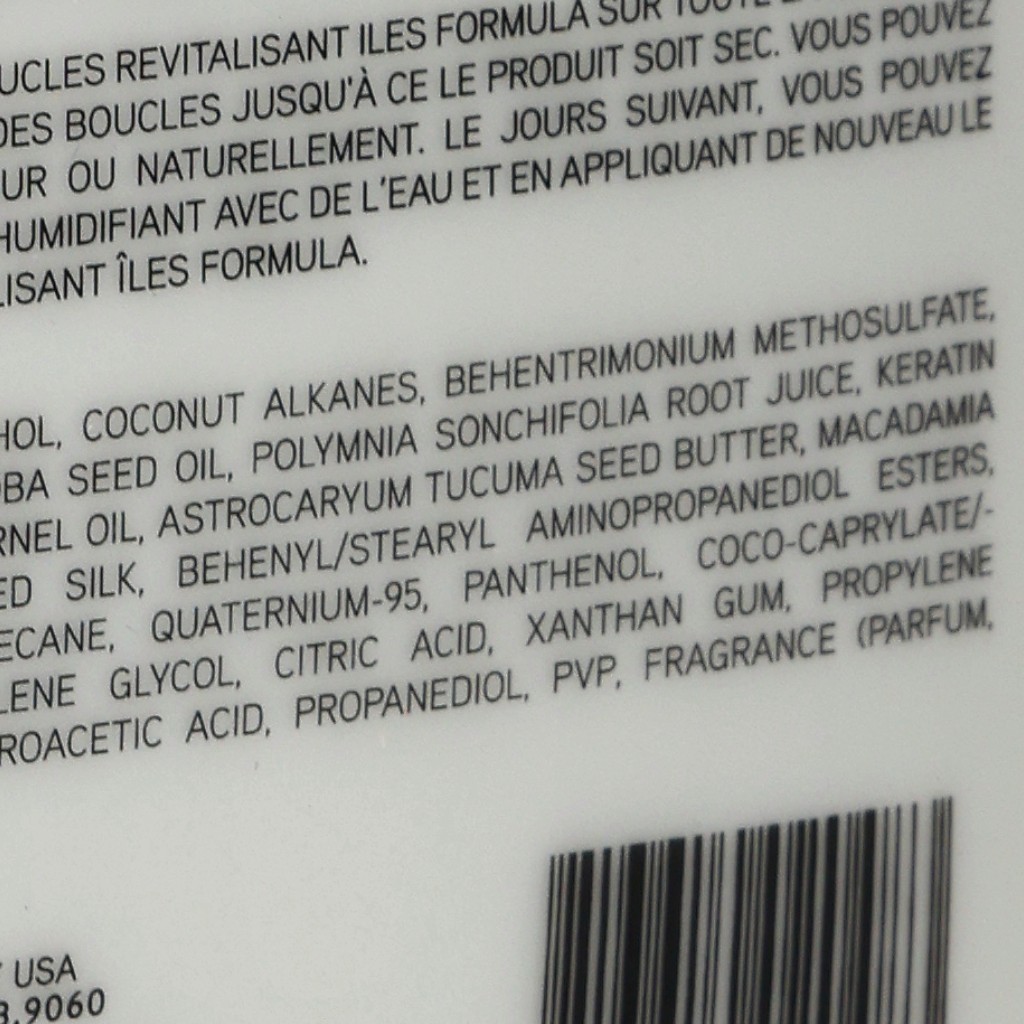 UCLES REVITALISANT ILES FORMULA SUR
DES BOUCLES JUSQU'À CE LE PRODUIT SOIT SEC. VOUS POUVEZ
UR OU NATURELLEMENT. LE JOURS SUIVANT, VOUS POUVEZ
HUMIDIFIANT AVEC DE L'EAU ET EN APPLIQUANT DE NOUVEAU LE
LISANT ÎLES FORMULA.
HOL, COCONUT ALKANES, BEHENTRIMONIUM METHOSULFATE,
BA SEED OIL, POLYMNIA SONCHIFOLIA ROOT JUICE, KERATIN
RNEL OIL, ASTROCARYUM TUCUMA SEED BUTTER, MACADAMIA
ED SILK, BEHENYL/STEARYL AMINOPROPANEDIOL ESTERS,
ECANE, QUATERNIUM-95, PANTHENOL, COCO-CAPRYLATE/-
LENE GLYCOL, CITRIC ACID, XANTHAN GUM, PROPYLENE
ROACETIC ACID, PROPANEDIOL, PVP, FRAGRANCE (PARFUM,
USA
3.9060